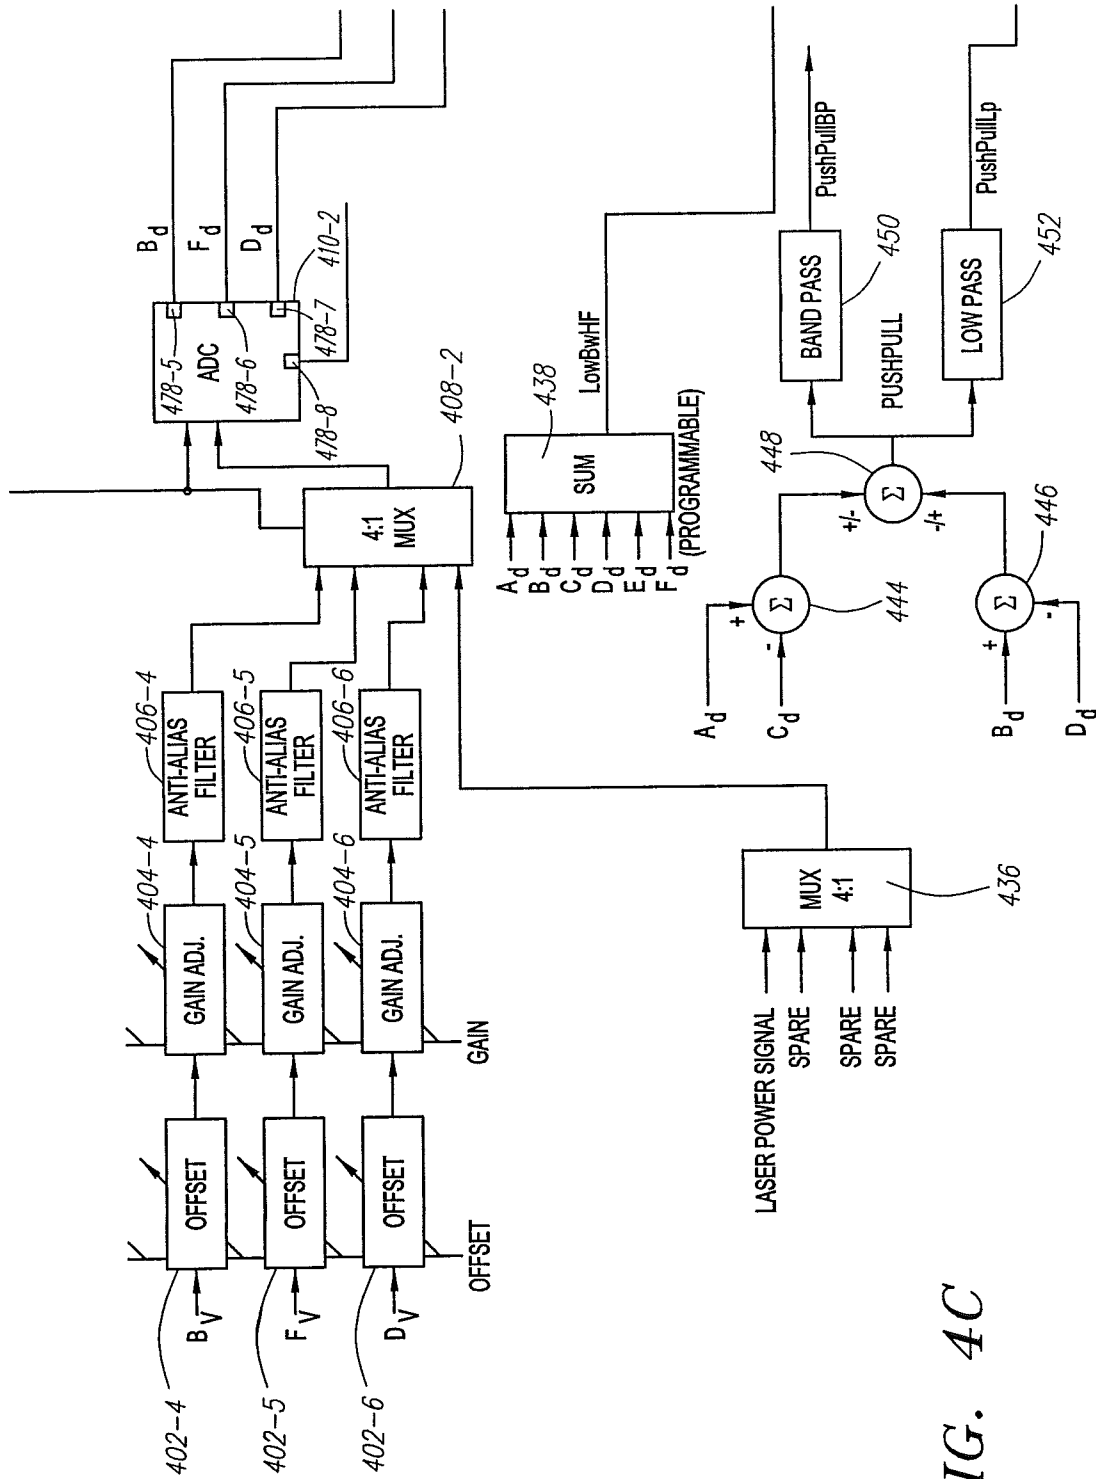 B_d
F_d
D_d
410-2
478-5
ADC
478-6
478-7
478-8
408-2
4:1
MUX
406-4
ANTI-ALIAS
FILTER
406-5
ANTI-ALIAS
FILTER
406-6
ANTI-ALIAS
FILTER
404-4
GAIN ADJ.
404-5
GAIN ADJ.
404-6
GAIN ADJ.
GAIN
OFFSET
OFFSET
OFFSET
OFFSET
402-4
B_V
402-5
F_V
402-6
D_V
LowBwHF
438
SUM
A_d
B_d
C_d
D_d
E_d
F_d
(PROGRAMMABLE)
MUX
4:1
436
LASER POWER SIGNAL
SPARE
SPARE
SPARE
PushPullBP
BAND PASS
450
PUSHPULL
PushPullLp
LOW PASS
452
448
Σ
+/-
-/+
Σ
444
+
-
A_d
C_d
446
Σ
+
-
B_d
D_d
IG. 4C